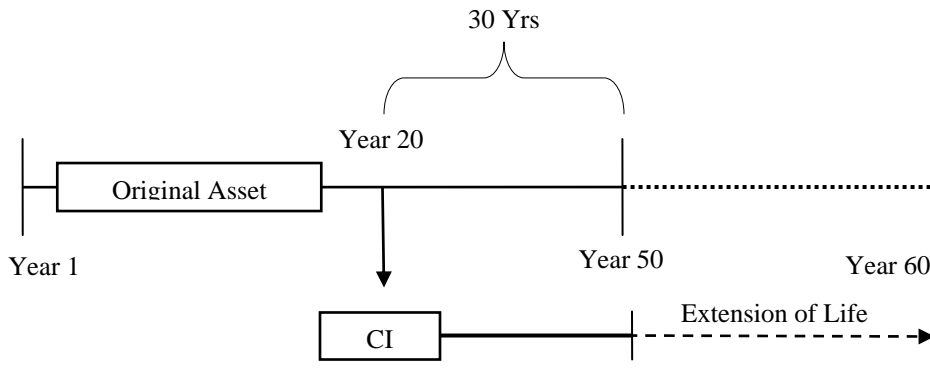 30 Yrs
Year 20
Original Asset
Year 1
Year 50
Year 60
Extension of Life
CI